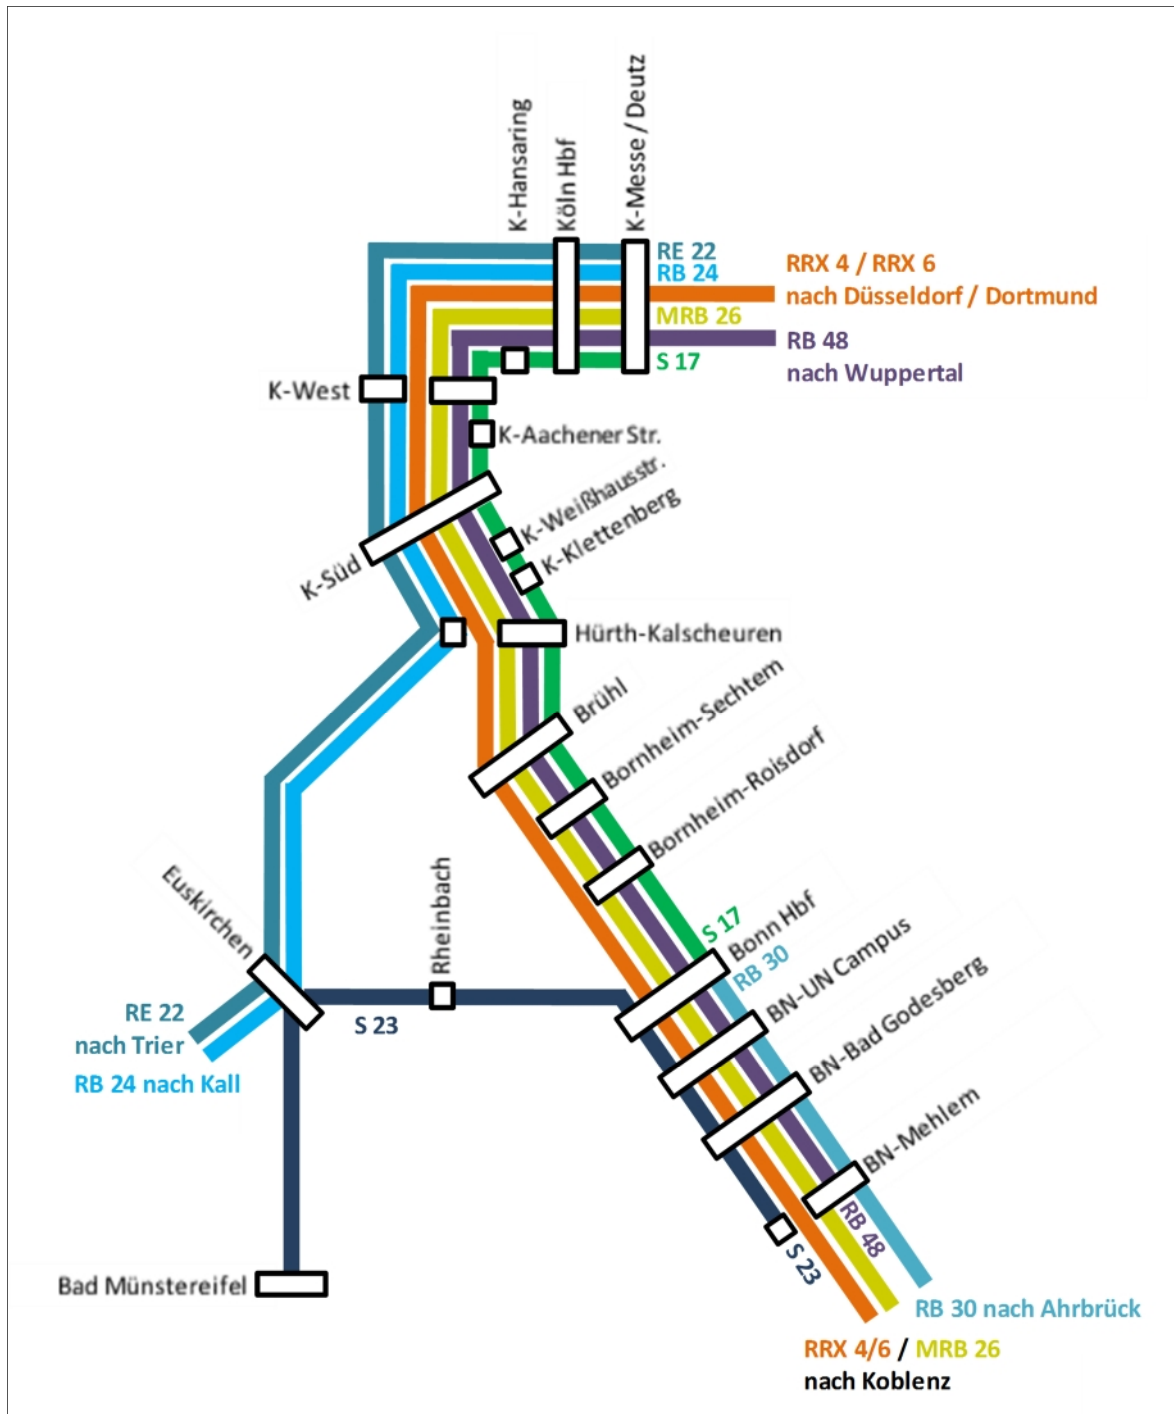 K-Hansaring
Köln Hbf
K-Messe / Deutz
RE 22
RB 24
RRX 4 / RRX 6
nach Düsseldorf / Dortmund
MRB 26
RB 48
nach Wuppertal
S 17
K-West
K-Aachener Str.
K-Weißhausstr.
K-Klettenberg
K-Süd
Hürth-Kalscheuren
Brühl
Bornheim-Sechtem
Bornheim-Roisdorf
Euskirchen
Rheinbach
S 17
Bonn Hbf
RB 30
BN-UN Campus
BN-Bad Godesberg
BN-Mehlem
RE 22
nach Trier
RB 24 nach Kall
S 23
RB 48
S 23
Bad Münstereifel
RB 30 nach Ahrbrück
RRX 4/6 / MRB 26
nach Koblenz